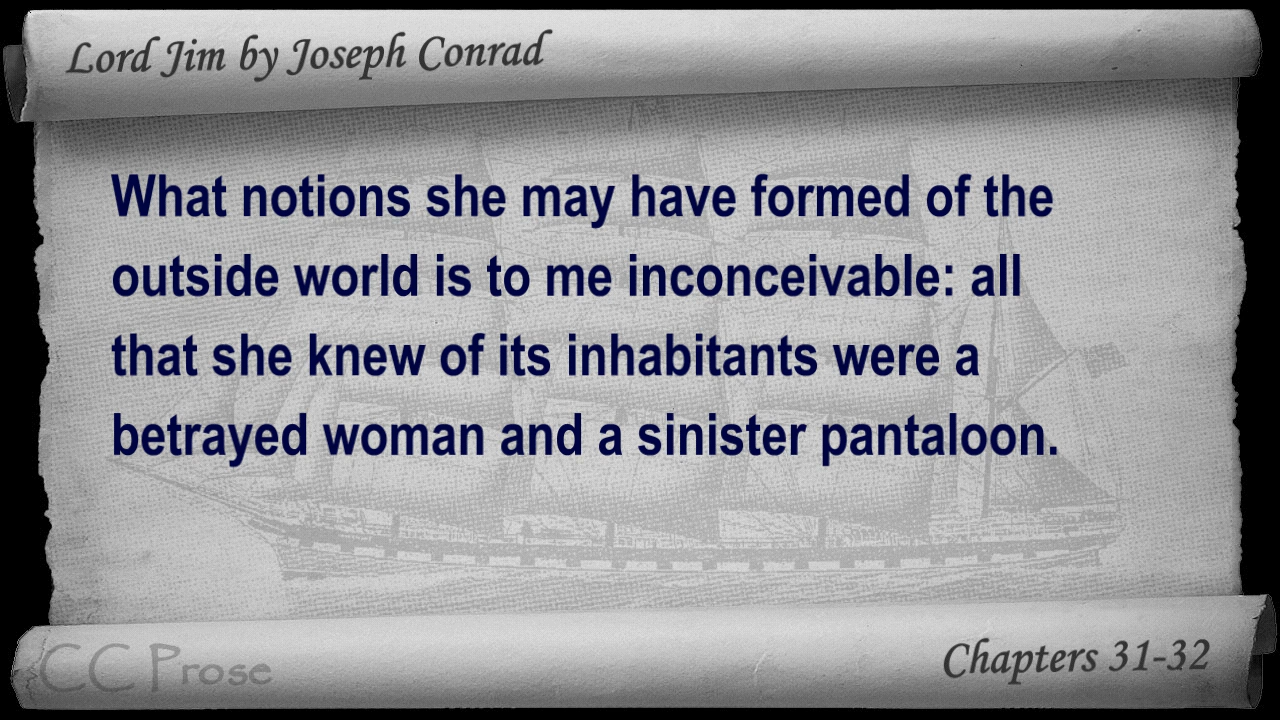 Lord Jim by Joseph Conrad
What notions she may have formed of the
outside world is to me inconceivable: all
that she knew of its inhabitants were a
betrayed woman and a sinister pantaloon.
CC Prose
Chapters 31-32